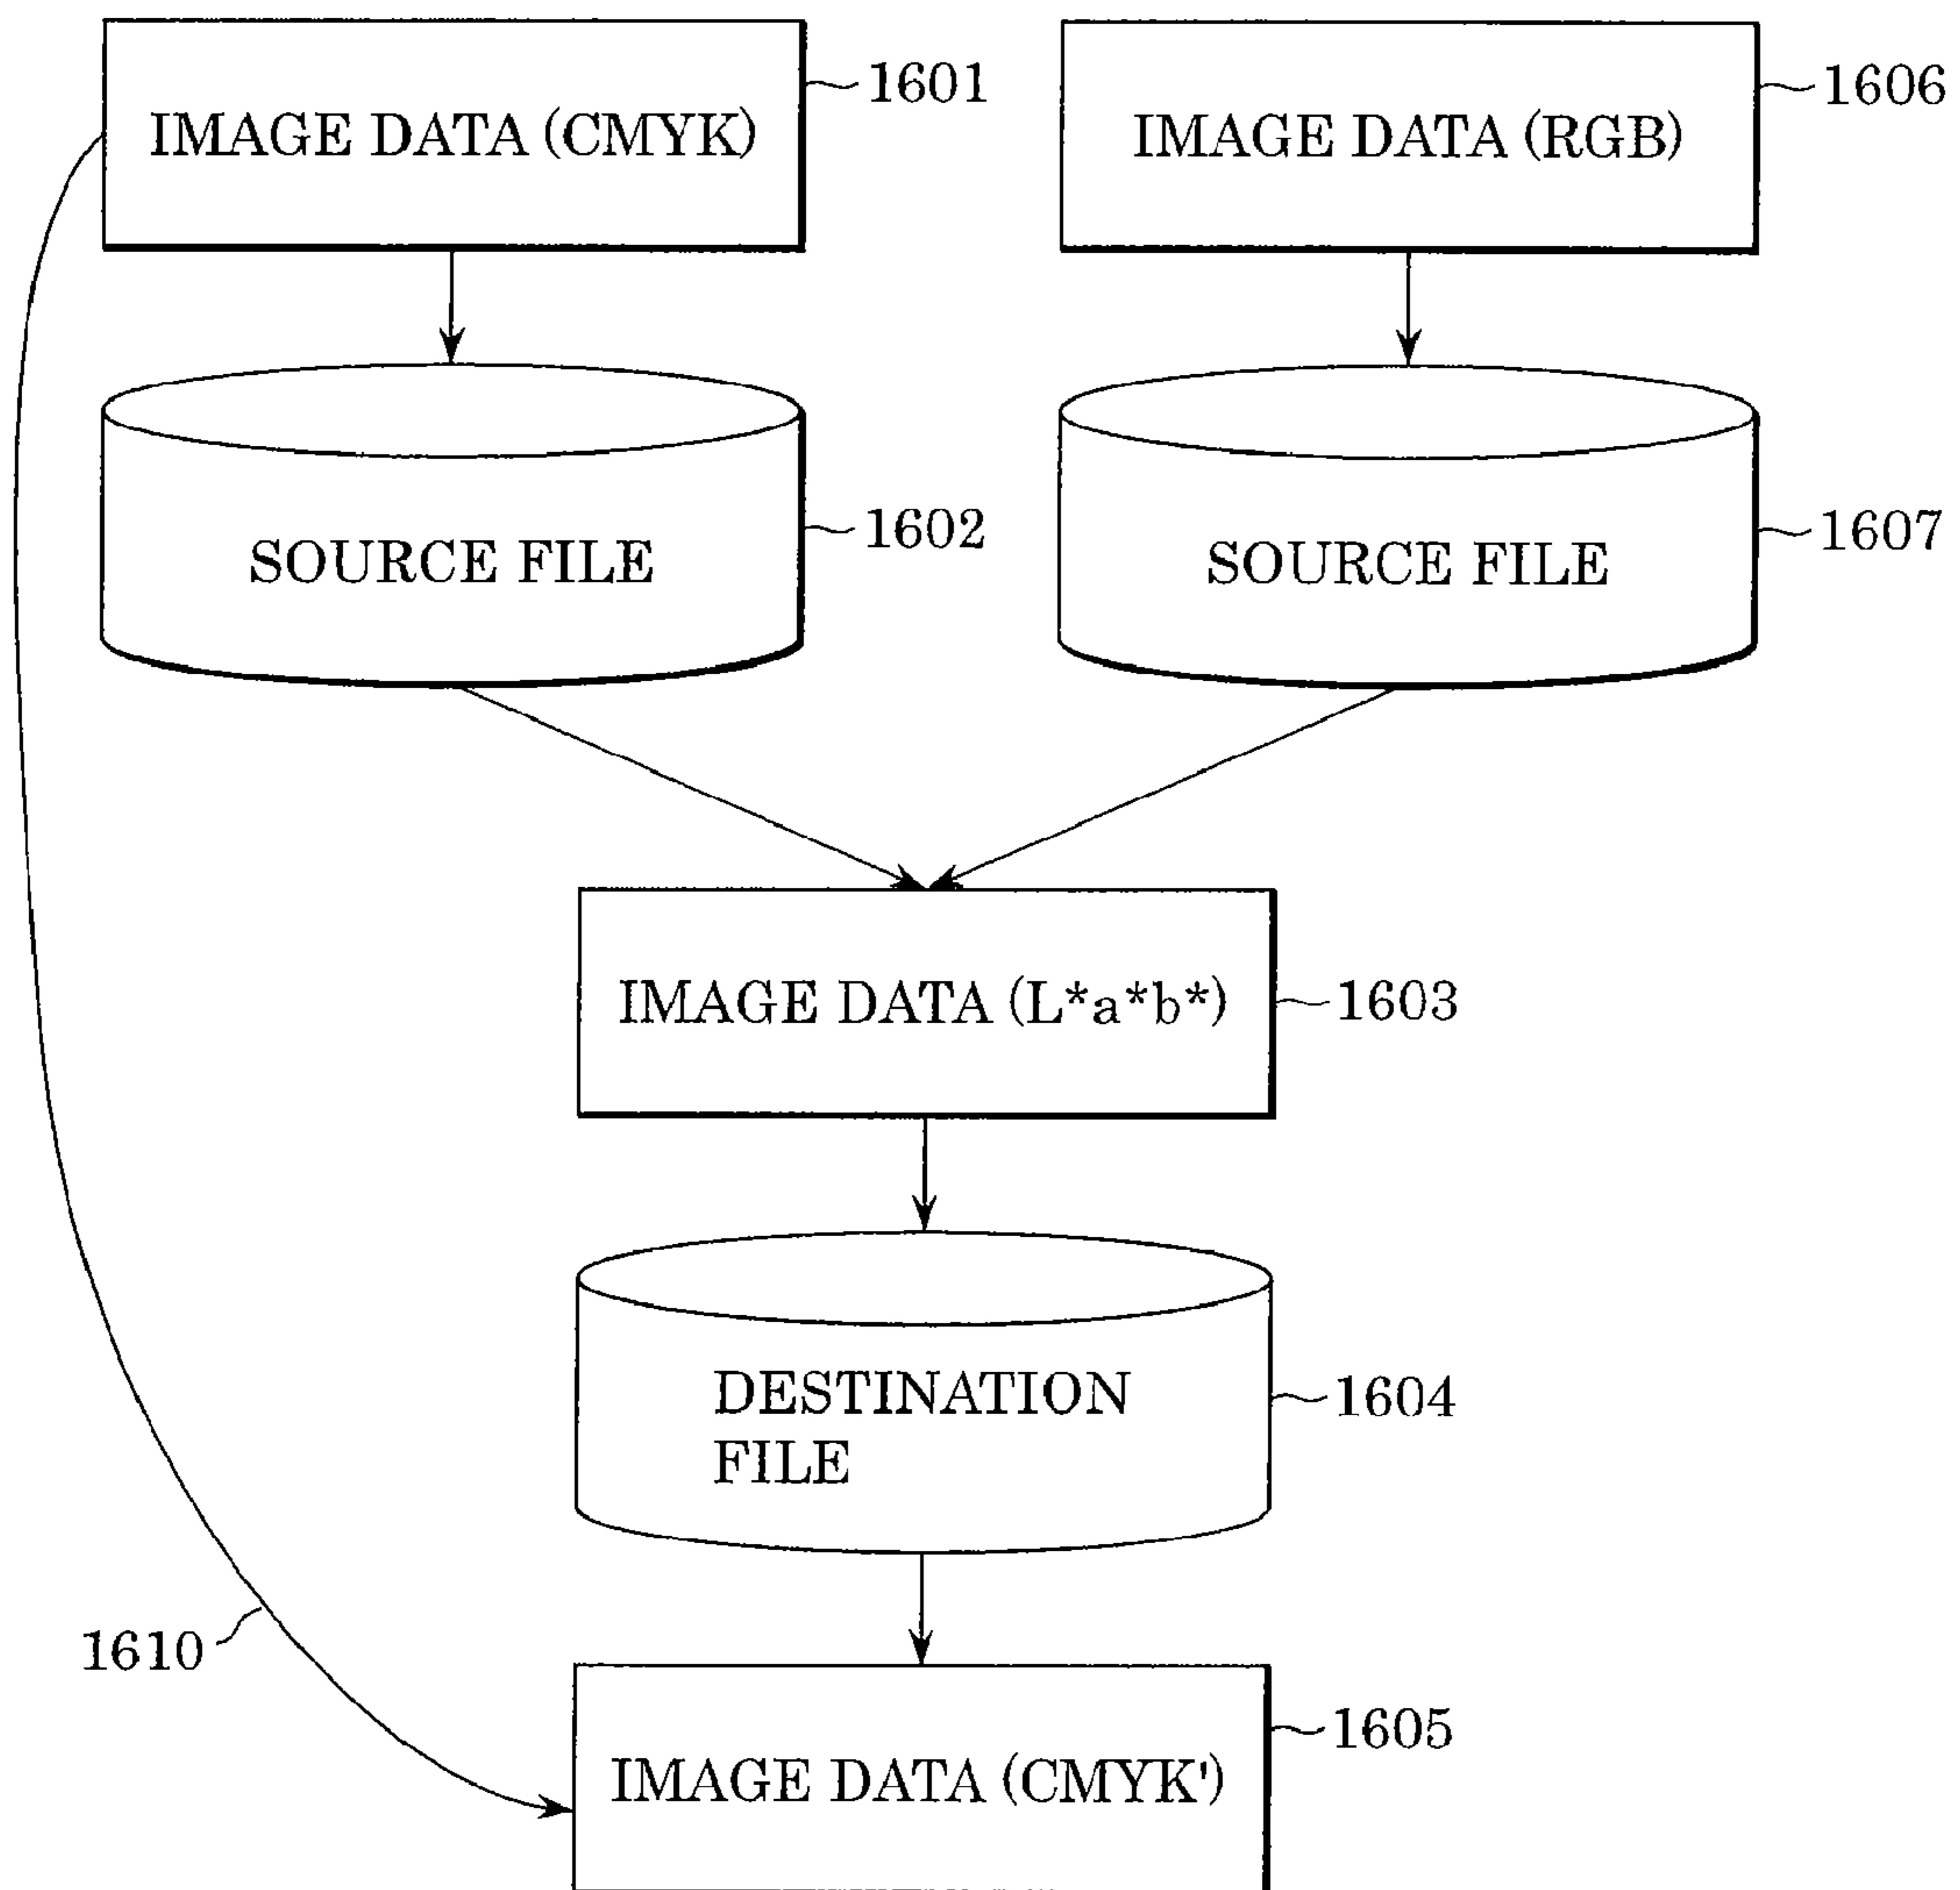 IMAGE DATA (CMYK)
1601
IMAGE DATA (RGB)
1606
SOURCE FILE
1602
SOURCE FILE
1607
IMAGE DATA (L*a*b*)
1603
DESTINATION
FILE
1604
1610
IMAGE DATA (CMYK')
1605